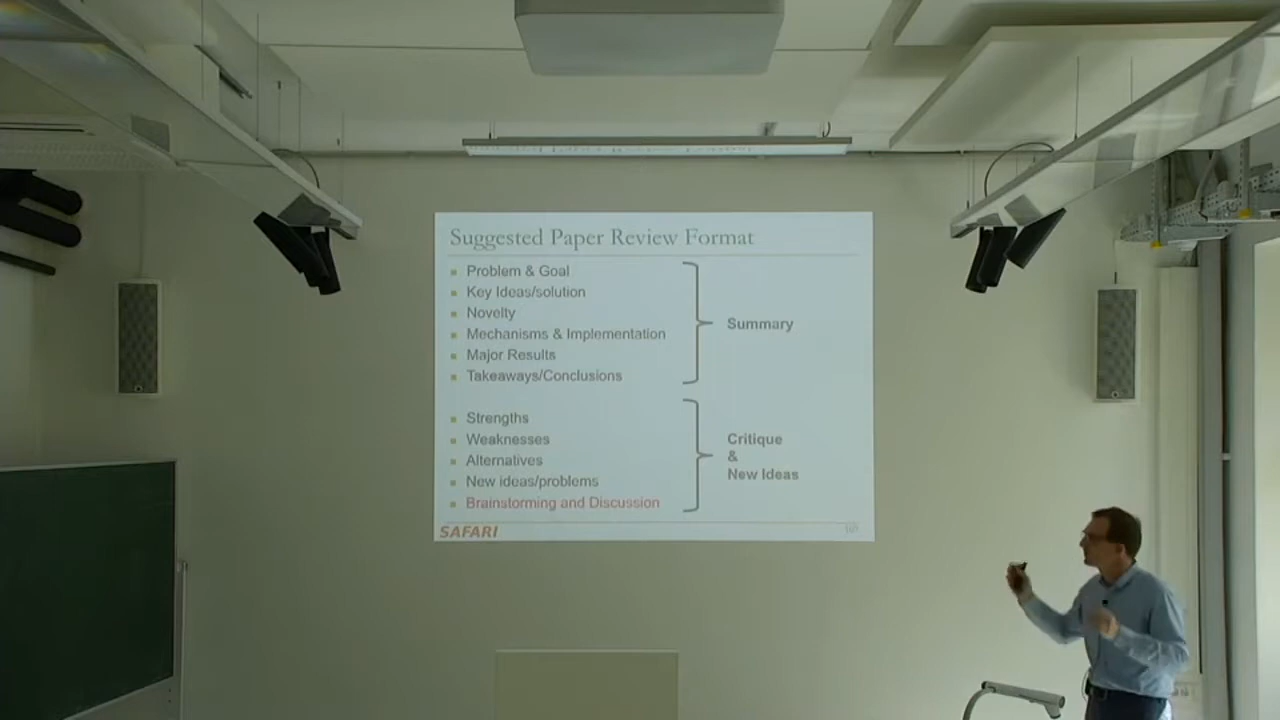 Suggested Paper Review Format
Problem & Goal
Key Ideas/solution
Novelty
Mechanisms & Implementation
Major Results
Takeaways/Conclusions
Summary
Strengths
Weaknesses
Alternatives
New ideas/problems
Brainstorming and Discussion
Critique
&
New Ideas
SAFARI